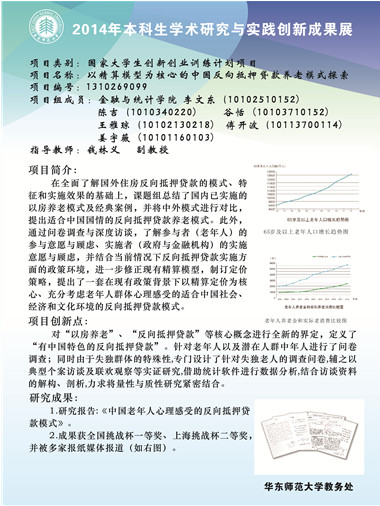 2014年本科生学术研究与实践创新成果展
项目类别：国家大学生创新创业训练计划项目
项目名称：以精算模型为核心的中国反向抵押贷款养老模式探索
项目编号：1310269099
项目组成员：金融与统计学院 李文东（10102510152）
陈吉（1010340220） 谷恬（10103710152）
王雅琼（10102130218） 傅开波（10113700114）
姜宇薇（10101160103）
指导教师：钱林义 副教授
项目简介：
在全面了解国外住房反向抵押贷款的模式、特
征和实施效果的基础上，课题组总结了国内已实施的
以房养老模式及经典案例，并将中外模式进行对比，
提出适合中国国情的反向抵押贷款养老模式。此外，
通过问卷调查与深度访谈，了解参与者（老年人）的
参与意愿与顾虑、实施者（政府与金融机构）的实施
意愿与顾虑，并结合当前情况下反向抵押贷款实施方
面的政策环境，进一步修正现有精算模型，制订定价
策略，提出了一套在现有政策背景下以精算定价为核
心、充分考虑老年人群体心理感受的适合中国社会、
经济和文化环境的反向抵押贷款模式。
65岁及以上老年人口增长趋势图
65岁及以上老年人口增长趋势图
老年人养老金和实际老消费比较图
项目创新点：
对“以房养老”、“反向抵押贷款”等核心概念进行全新的界定，定义了
“有中国特色的反向抵押贷款”。针对老年人以及潜在人群中年人进行了问卷
调查；同时由于失独群体的特殊性,专门设计了针对失独老人的调查问卷,辅之以
典型个案访谈及联欢观察等实证研究,借助统计软件进行数据分析,结合访谈资料
的解构、剖析,力求将量性与质性研究紧密结合。
研究成果：
1.研究报告：《中国老年人心理感受的反向抵押贷
款模式》。
2.成果获全国挑战杯一等奖、上海挑战杯二等奖，
并被多家报纸媒体报道（如右图）。
华东师范大学教务处